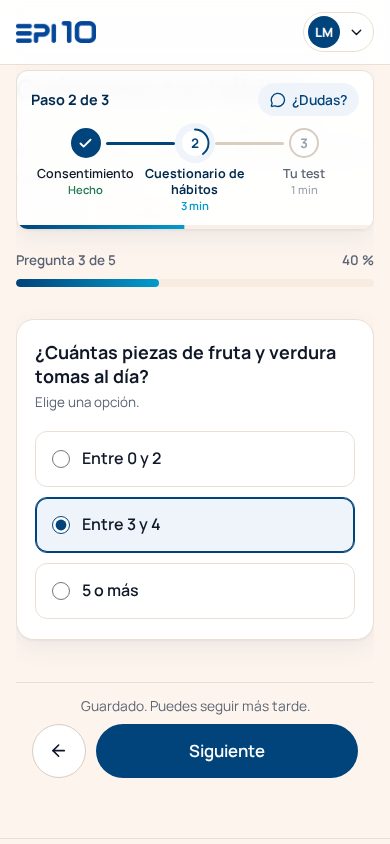 EPI10
LM
Paso 2 de 3
¿Dudas?
2
3
Consentimiento
Hecho
Cuestionario de
hábitos
3 min
Tu test
1 min
Pregunta 3 de 5
40 %
¿Cuántas piezas de fruta y verdura
tomas al día?
Elige una opción.
Entre 0 y 2
Entre 3 y 4
5 o más
Guardado. Puedes seguir más tarde.
Siguiente